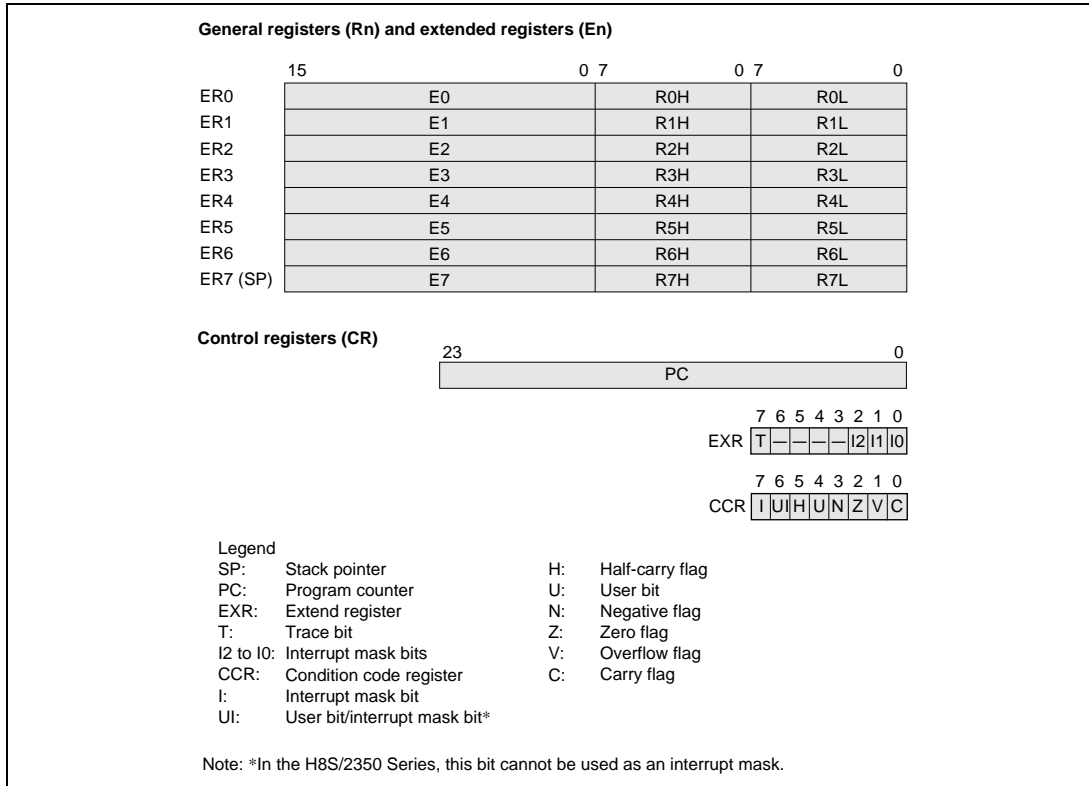 General registers (Rn) and extended registers (En)
15 0 7 0 7 0
ER0 E0 R0H R0L
ER1 E1 R1H R1L
ER2 E2 R2H R2L
ER3 E3 R3H R3L
ER4 E4 R4H R4L
ER5 E5 R5H R5L
ER6 E6 R6H R6L
ER7 (SP) E7 R7H R7L
Control registers (CR)
23 0
PC
7 6 5 4 3 2 1 0
EXR T — — — — I2 I1 I0
7 6 5 4 3 2 1 0
CCR I UI H U N Z V C
Legend
SP: Stack pointer
PC: Program counter
EXR: Extend register
T: Trace bit
I2 to I0: Interrupt mask bits
CCR: Condition code register
I: Interrupt mask bit
UI: User bit/interrupt mask bit*
H: Half-carry flag
U: User bit
N: Negative flag
Z: Zero flag
V: Overflow flag
C: Carry flag
Note: *In the H8S/2350 Series, this bit cannot be used as an interrupt mask.